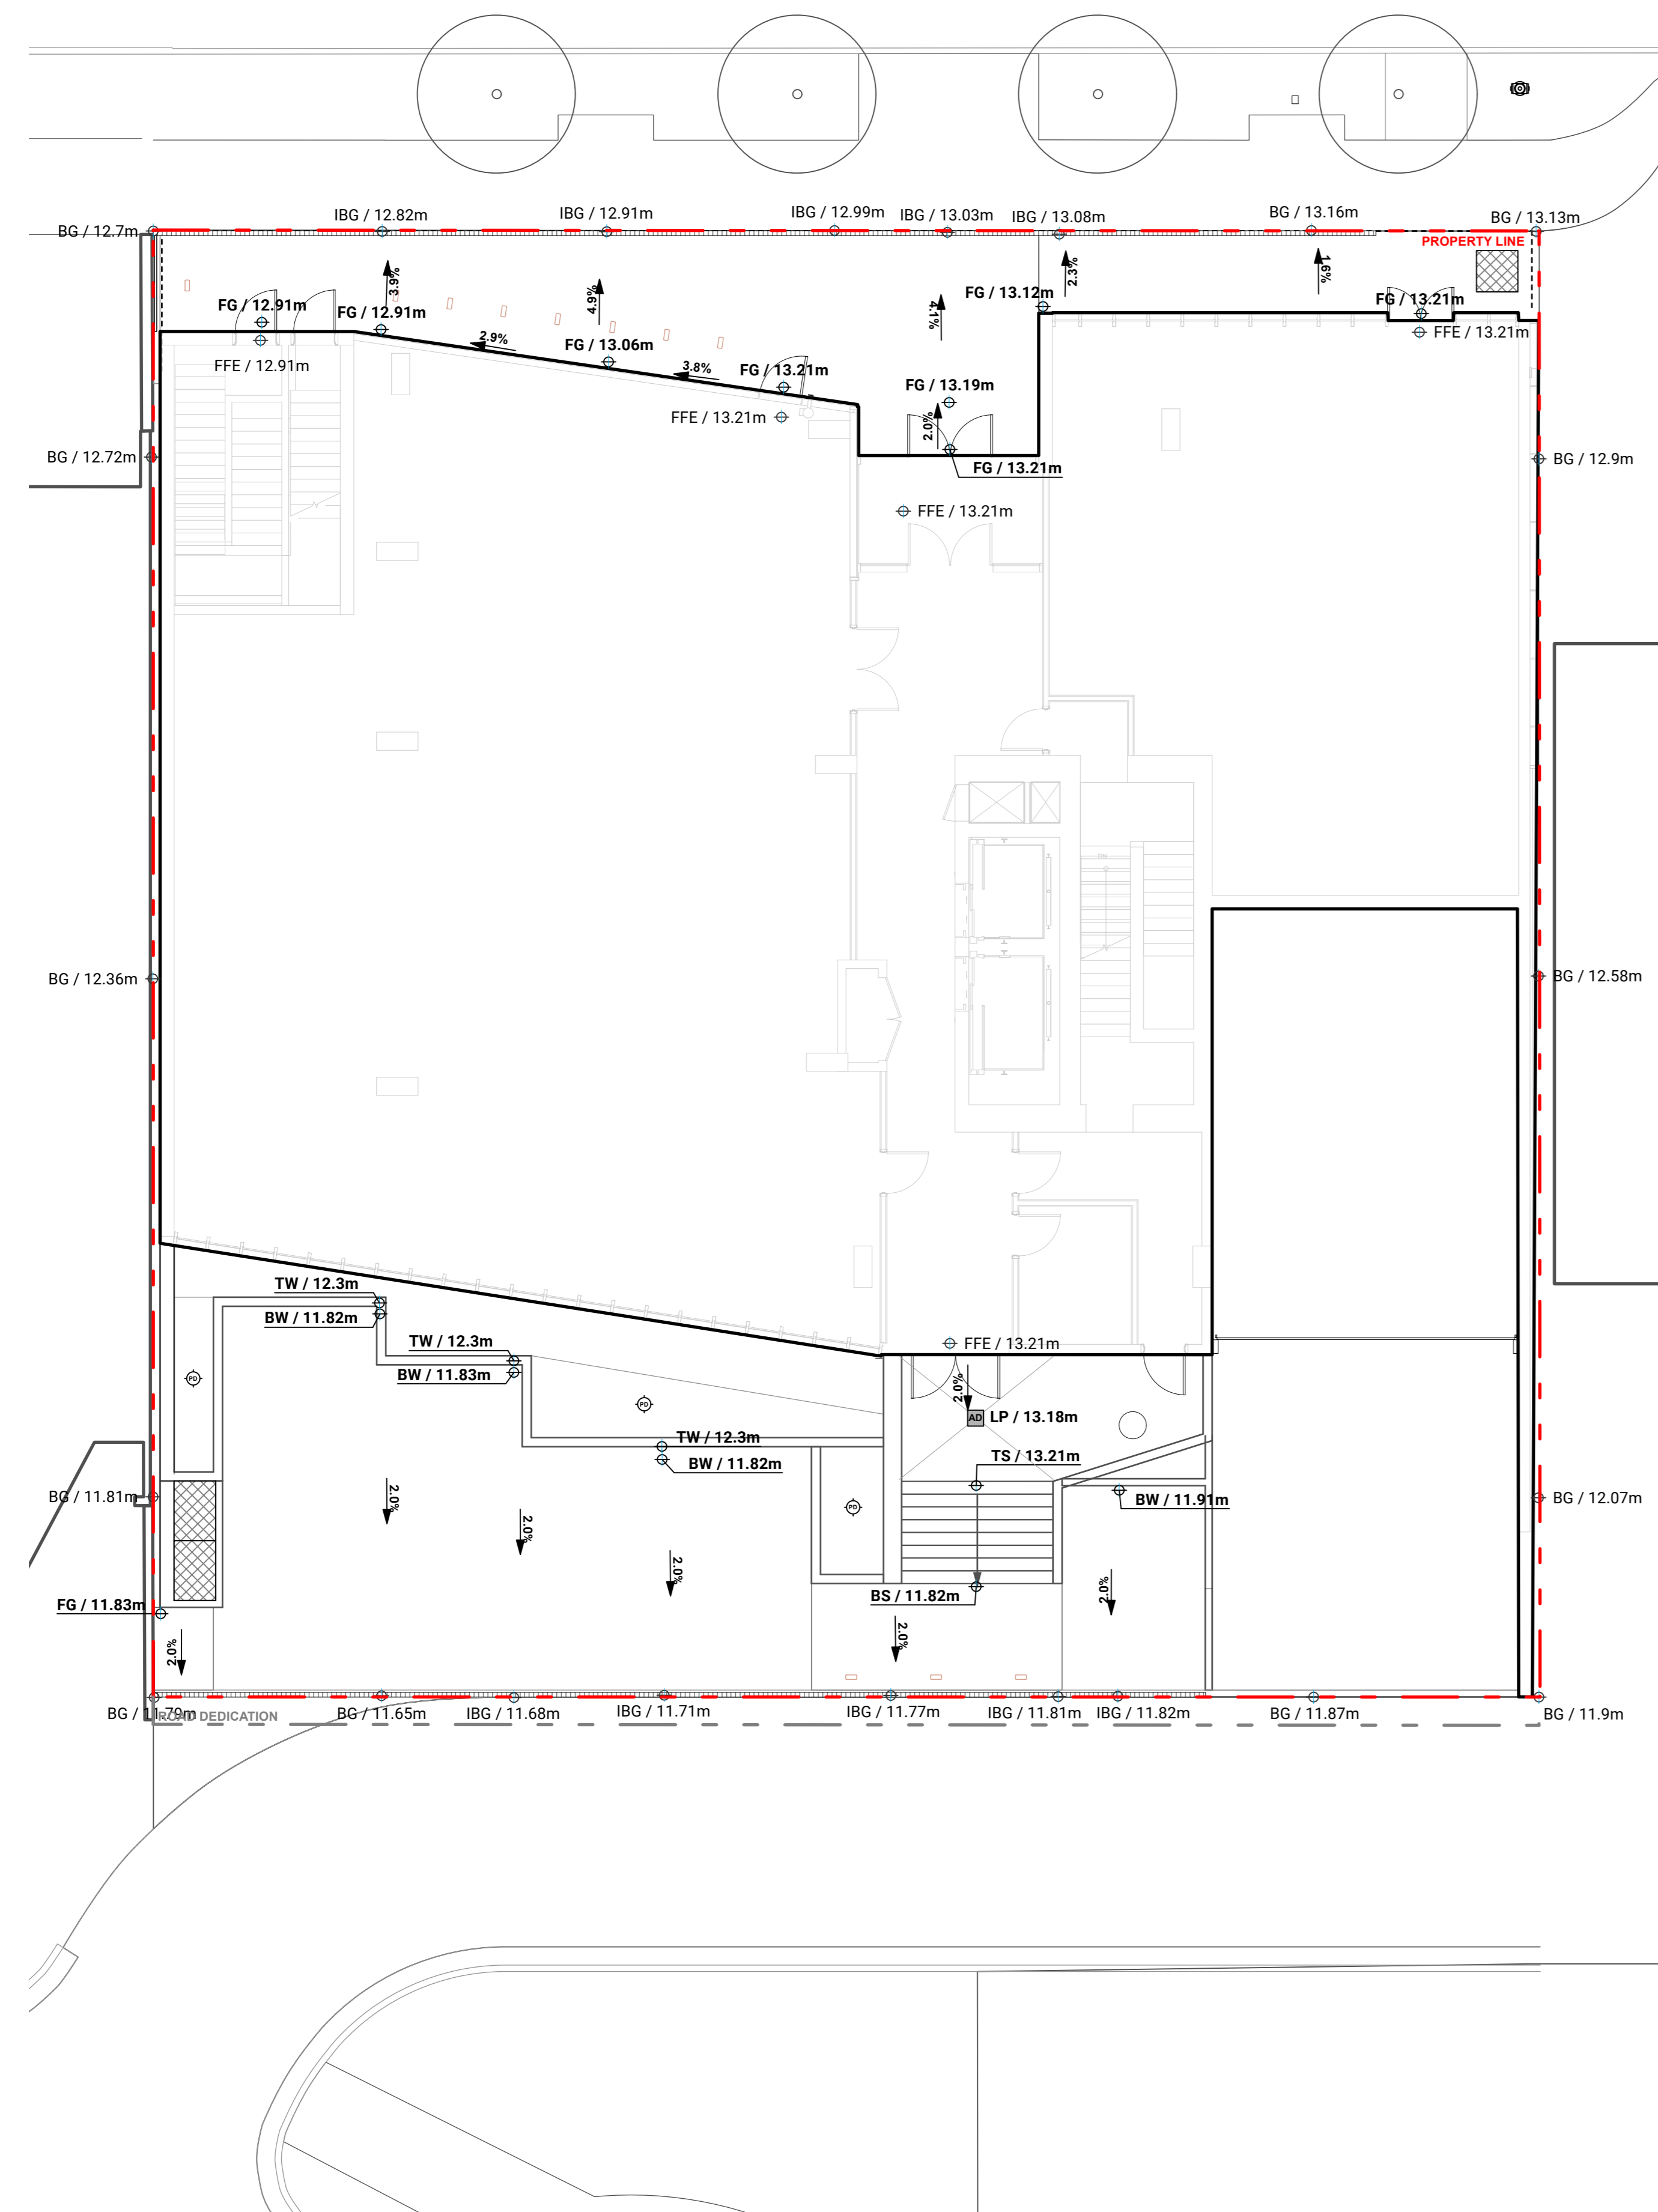 IBG / 12.82m
IBG / 12.91m
IBG / 12.99m
IBG / 13.03m
IBG / 13.08m
BG / 13.16m
BG / 13.13m
BG / 12.7m
PROPERTY LINE
3.9%
4.9%
4.1%
2.3%
1.6%
FG / 12.91m
FG / 12.91m
FG / 13.12m
FG / 13.21m
FFE / 13.21m
2.9%
FG / 13.06m
3.8%
FG / 13.21m
FFE / 12.91m
FG / 13.19m
FFE / 13.21m
2.0%
FG / 13.21m
BG / 12.72m
BG / 12.9m
FFE / 13.21m
BG / 12.36m
BG / 12.58m
TW / 12.3m
BW / 11.82m
TW / 12.3m
BW / 11.83m
FFE / 13.21m
2.0%
PD
PD
AD
LP / 13.18m
TW / 12.3m
BW / 11.82m
TS / 13.21m
BG / 11.81m
PD
BW / 11.91m
BG / 12.07m
2.0%
2.0%
2.0%
2.0%
BS / 11.82m
FG / 11.83m
2.0%
2.0%
BG / 11.79m
ROAD DEDICATION
BG / 11.65m
IBG / 11.68m
IBG / 11.71m
IBG / 11.77m
IBG / 11.81m
IBG / 11.82m
BG / 11.87m
BG / 11.9m